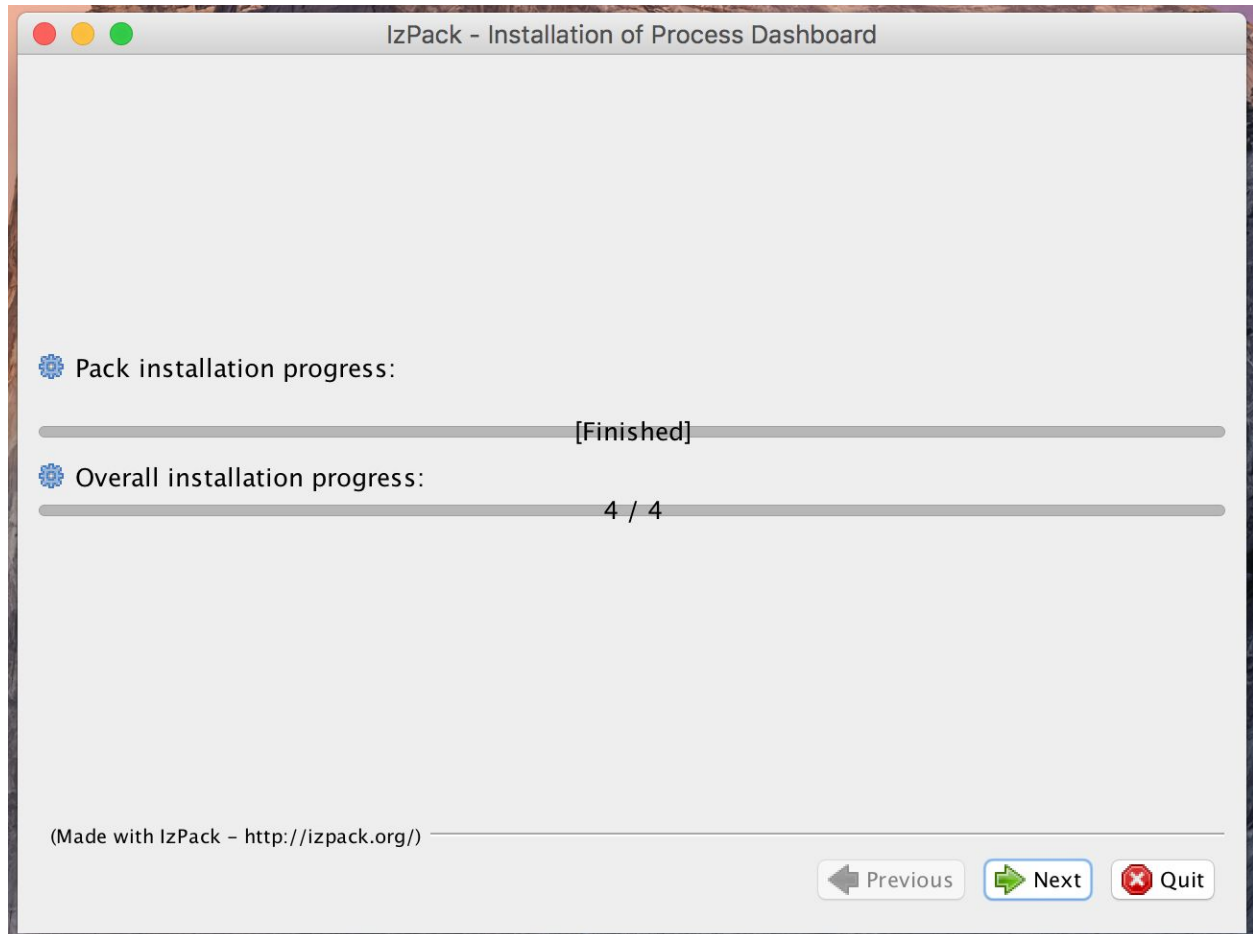 IzPack - Installation of Process Dashboard
Pack installation progress:
[Finished]
Overall installation progress:
4 / 4
(Made with IzPack – http://izpack.org/)
Previous
Next
Quit